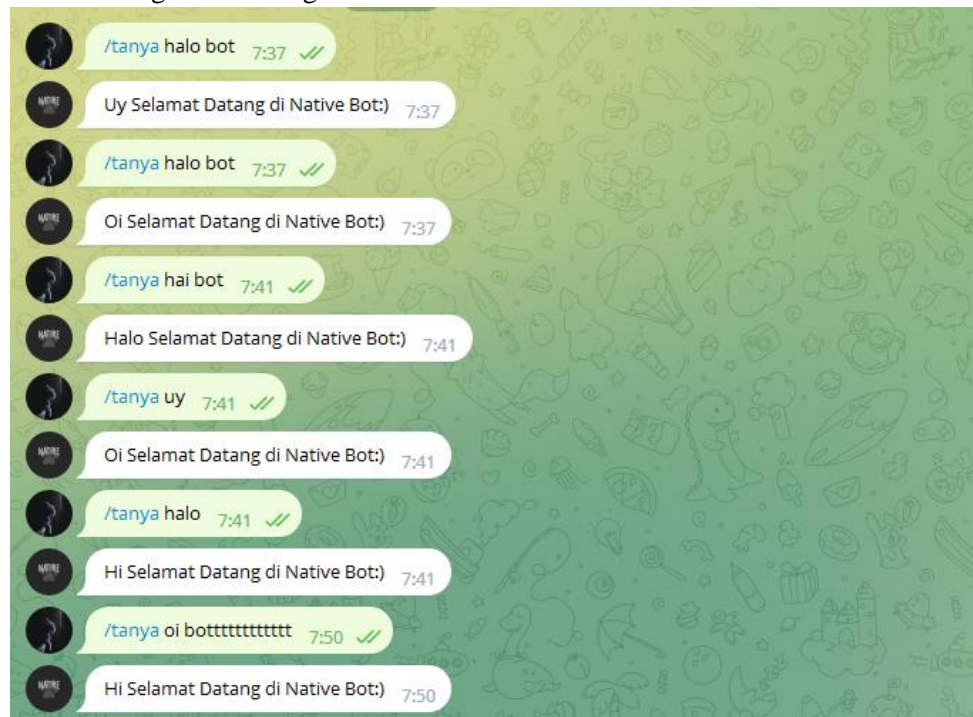 /tanya halo bot 7:37
Uy Selamat Datang di Native Bot:) 7:37
/tanya halo bot 7:37
Oi Selamat Datang di Native Bot:) 7:37
/tanya hai bot 7:41
Halo Selamat Datang di Native Bot:) 7:41
/tanya uy 7:41
Oi Selamat Datang di Native Bot:) 7:41
/tanya halo 7:41
Hi Selamat Datang di Native Bot:) 7:41
/tanya oi botttttttttttt 7:50
Hi Selamat Datang di Native Bot:) 7:50